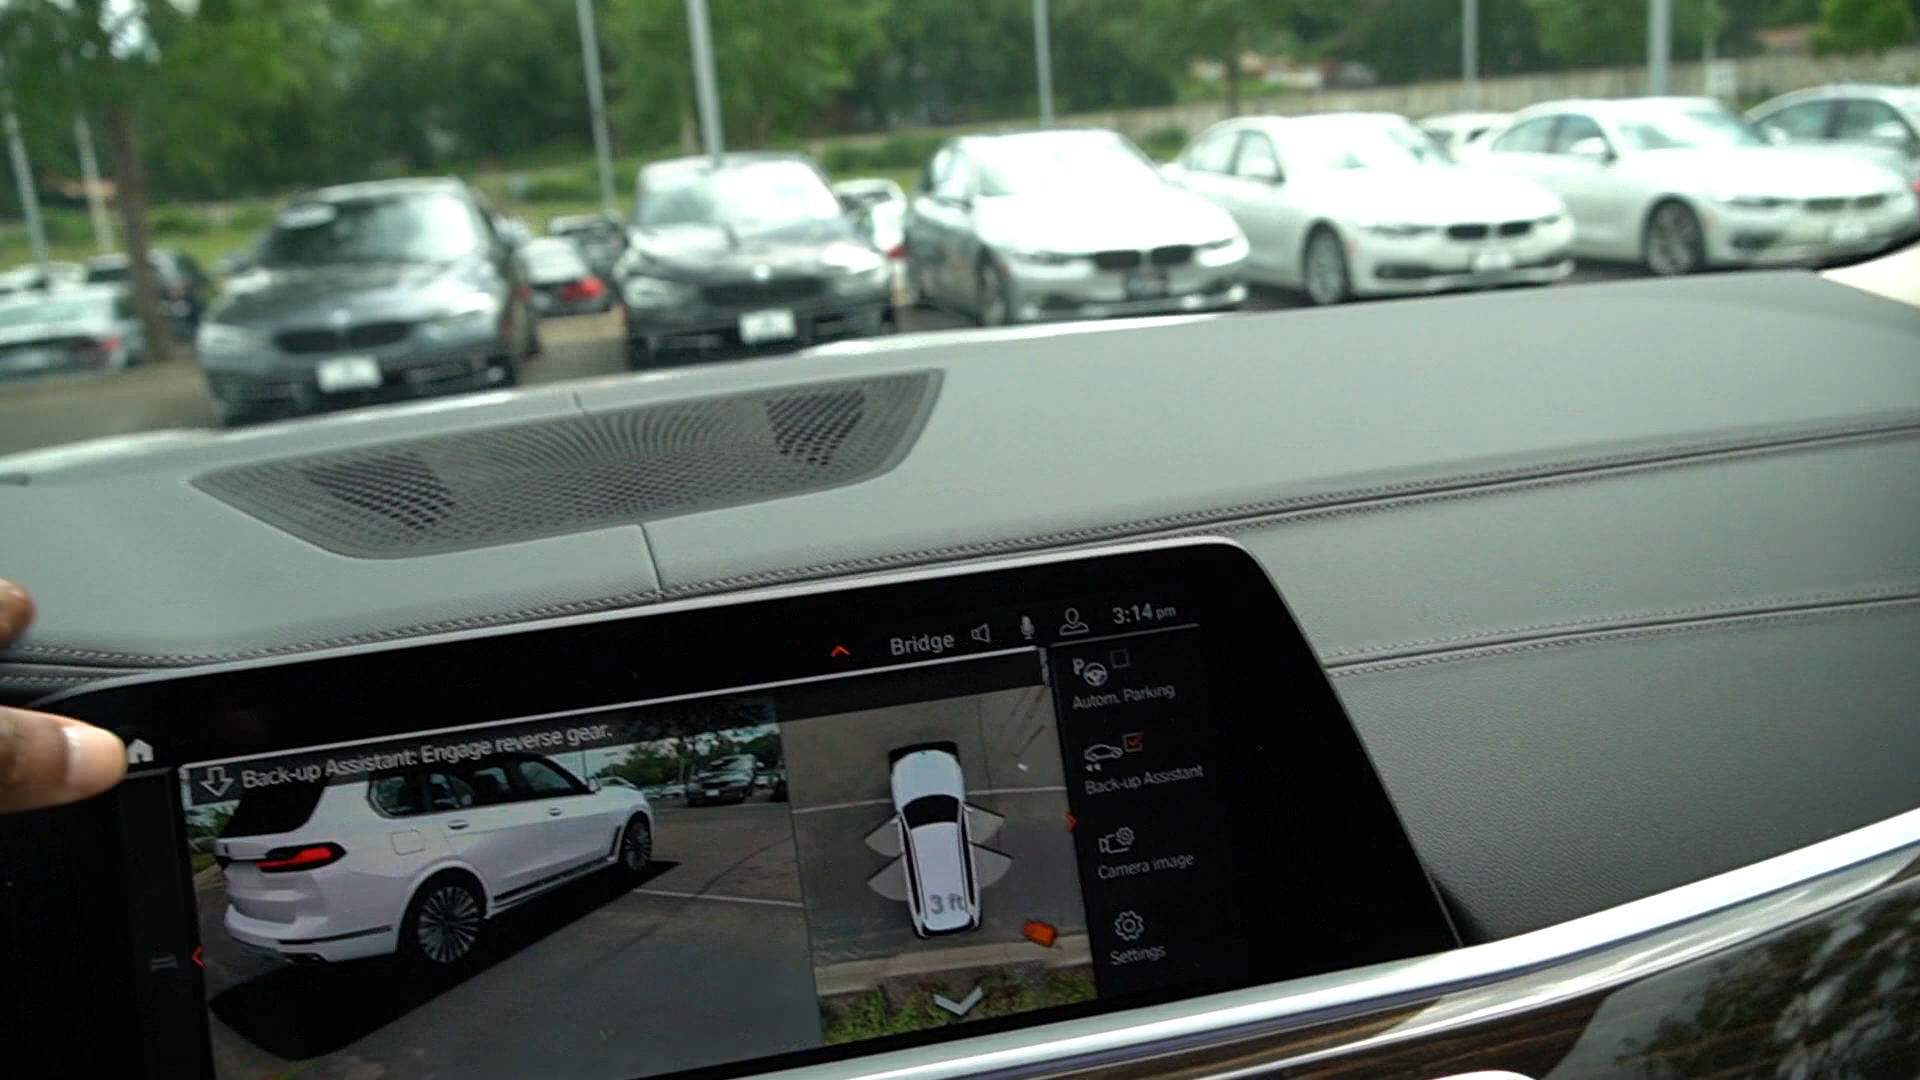 Bridge 3:14 pm
Back-up Assistant: Engage reverse gear.
P
Autom. Parking
Back-up Assistant
Camera image
Settings
3 ft